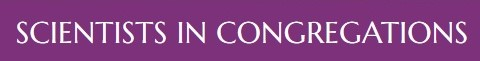 SCIENTISTS IN CONGREGATIONS